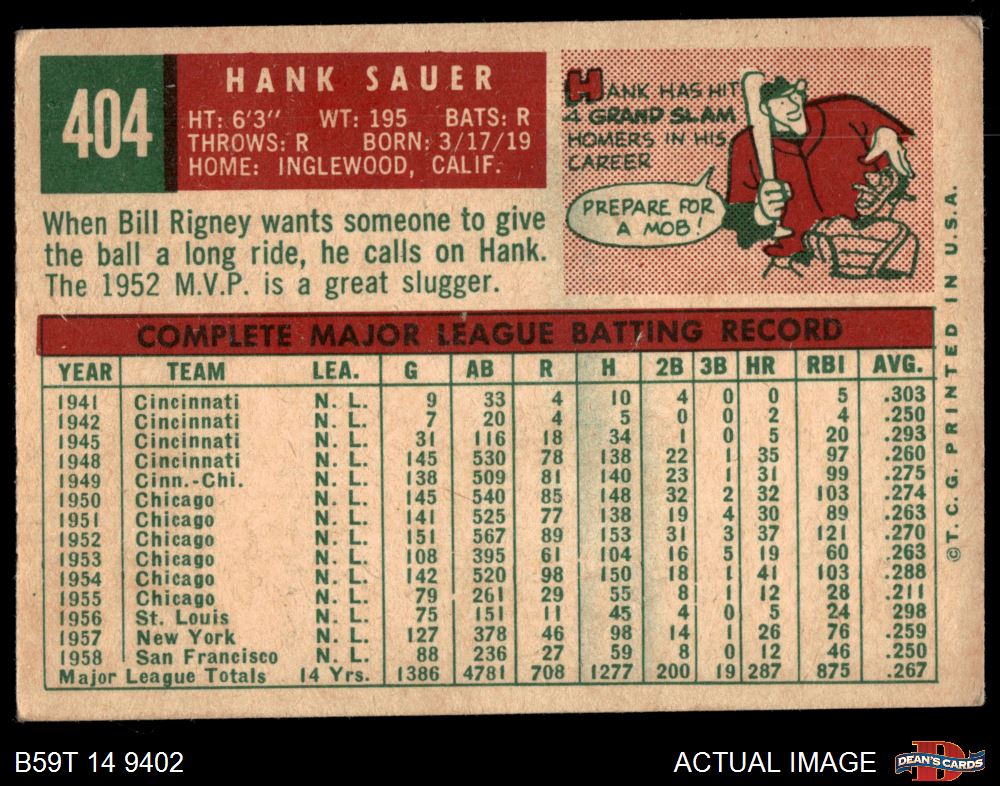 404
HANK SAUER
HT: 6'3" WT: 195 BATS: R
THROWS: R BORN: 3/17/19
HOME: INGLEWOOD, CALIF.
When Bill Rigney wants someone to give
the ball a long ride, he calls on Hank.
The 1952 M.V.P. is a great slugger.
HANK HAS HIT
4 GRAND SLAM
HOMERS IN HIS
CAREER
PREPARE FOR
A MOB!
COMPLETE MAJOR LEAGUE BATTING RECORD
YEAR TEAM LEA. G AB R H 2B 3B HR RBI AVG.
1941 Cincinnati N. L. 9 33 4 10 4 0 0 5 .303
1942 Cincinnati N. L. 7 20 4 5 0 0 2 4 .250
1945 Cincinnati N. L. 31 116 18 34 1 0 5 20 .293
1948 Cincinnati N. L. 145 530 78 138 22 1 35 97 .260
1949 Cinn.-Chi. N. L. 138 509 81 140 23 1 31 99 .275
1950 Chicago N. L. 145 540 85 148 32 2 32 103 .274
1951 Chicago N. L. 141 525 77 138 19 4 30 89 .263
1952 Chicago N. L. 151 567 89 153 31 3 37 121 .270
1953 Chicago N. L. 108 395 61 104 16 5 19 60 .263
1954 Chicago N. L. 142 520 98 150 18 1 41 103 .288
1955 Chicago N. L. 79 261 29 55 8 1 12 28 .211
1956 St. Louis N. L. 75 151 11 45 4 0 5 24 .298
1957 New York N. L. 127 378 46 98 14 1 26 76 .259
1958 San Francisco N. L. 88 236 27 59 8 0 12 46 .250
Major League Totals 14 Yrs. 1386 4781 708 1277 200 19 287 875 .267
©T.C.G. PRINTED IN U.S.A.
B59T 14 9402
ACTUAL IMAGE
D
DEAN'S CARDS